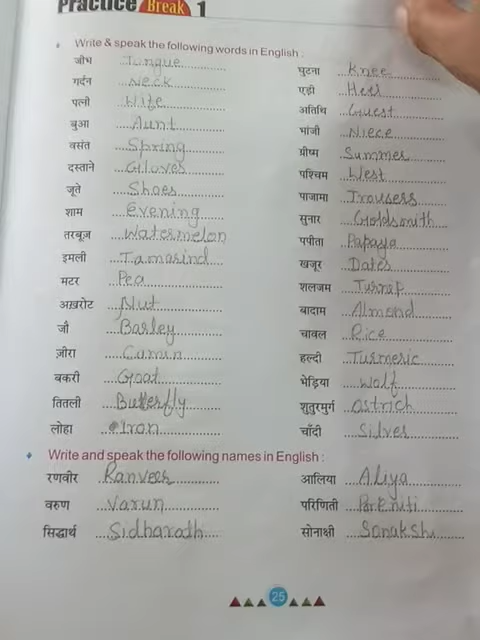 Practice Break 1
Write & speak the following words in English :
जीभ Tungue
गर्दन Neck
पत्नी Wife
बुआ Aunt
वसंत Spring
दस्ताने Gloves
जूते Shoes
शाम Evening
तरबूज Watermelon
इमली Tamarind
मटर Pea
अख़रोट Nut
जौ Barley
ज़ीरा Cumin
बकरी Goat
तितली Butterfly
लोहा Iron
घुटना Knee
एड़ी
अतिथि Guest
भांजी Niece
ग्रीष्म Summer
पश्चिम West
पाजामा Trousers
सुनार Goldsmith
पपीता Papaya
खजूर Dates
शलजम Turnap
बादाम Almond
चावल Rice
हल्दी Turmeric
भेड़िया Wolf
शुतुरमुर्ग Ostrich
चाँदी Silver
Write and speak the following names in English :
रणवीर Ranveer
वरुण Varun
सिद्धार्थ Sidharath
आलिया Aliya
परिणिती
सोनाक्षी Sonakshi
25